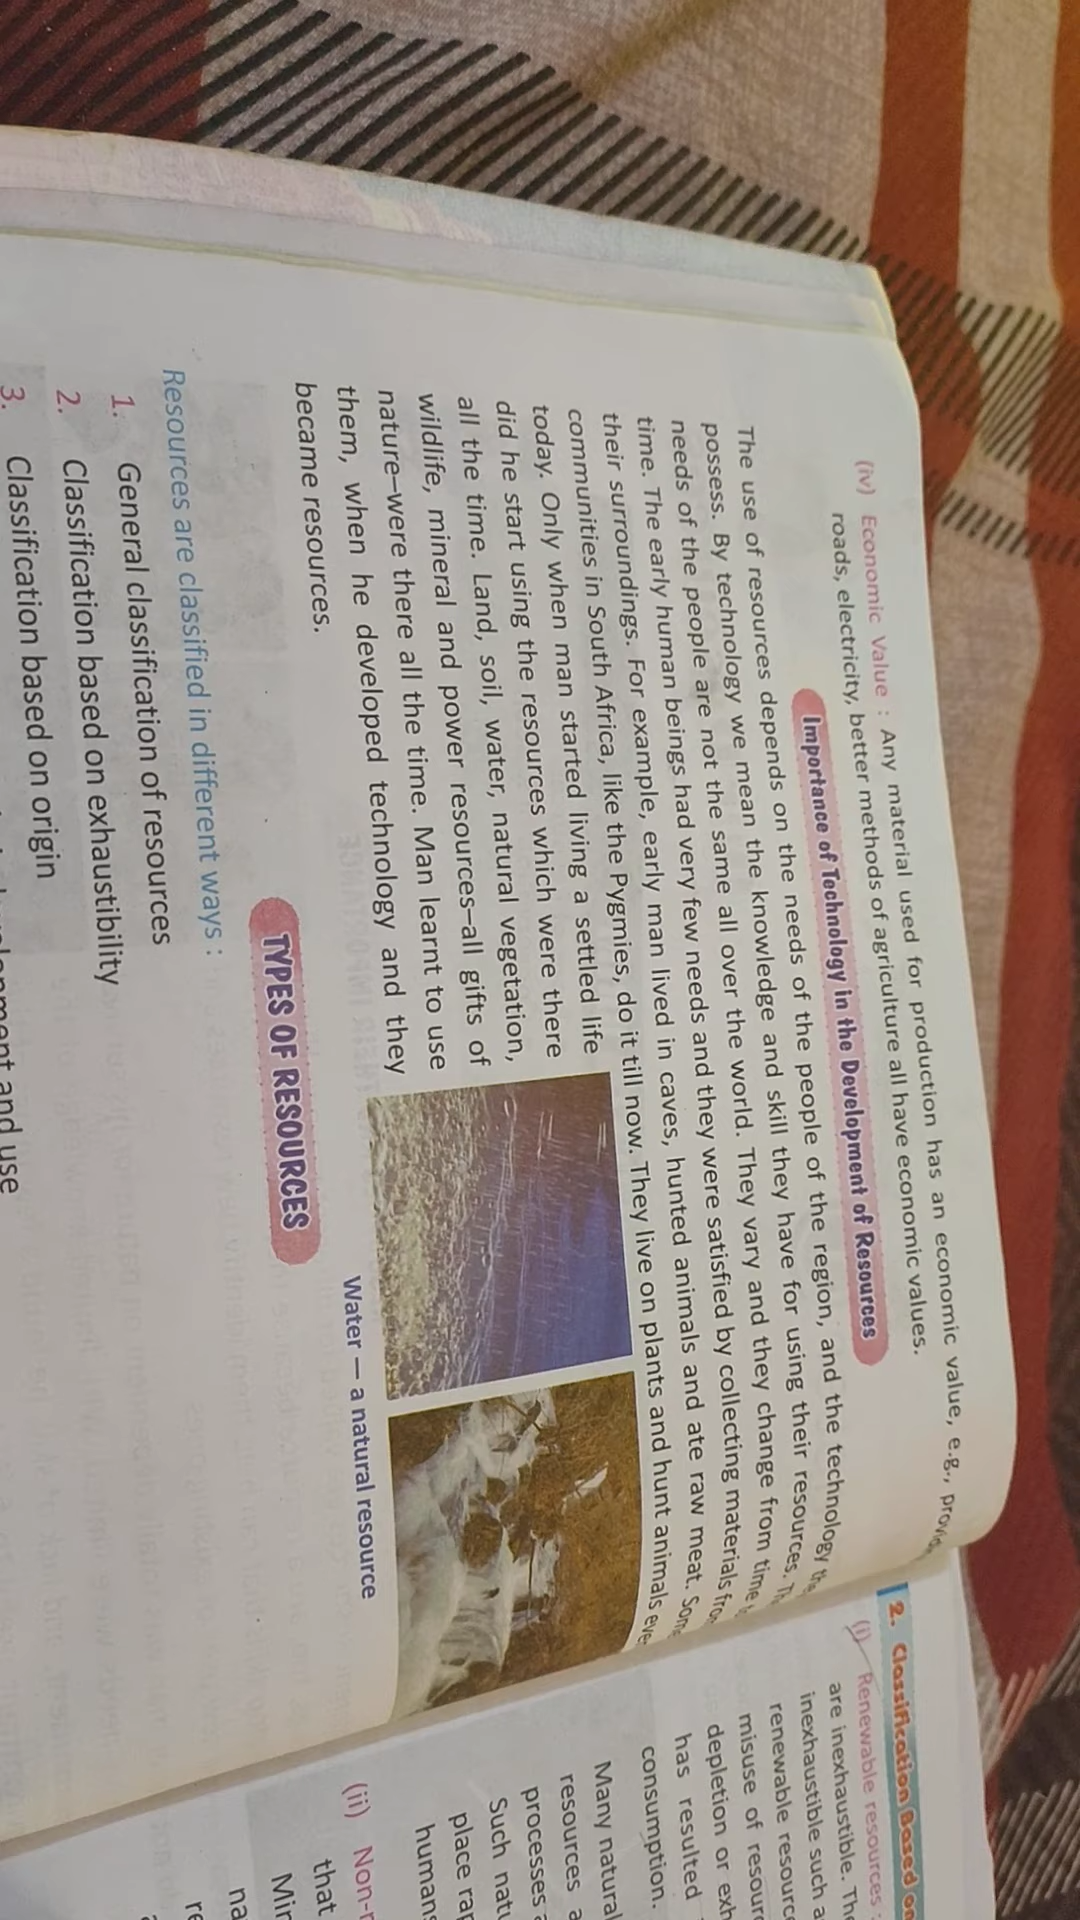 (iv) Economic Value : Any material used for production has an economic value, e.g.,
roads, electricity, better methods of agriculture all have economic values.
Importance of Technology in the Development of Resources
The use of resources depends on the needs of the people of the region, and the technology
possess. By technology we mean the knowledge and skill they have for using their resources.
needs of the people are not the same all over the world. They vary and they change from time
time. The early human beings had very few needs and they were satisfied by collecting materials
their surroundings. For example, early man lived in caves, hunted animals and ate raw meat.
communities in South Africa, like the Pygmies, do it till now. They live on plants and hunt animals
today. Only when man started living a settled life
did he start using the resources which were there
all the time. Land, soil, water, natural vegetation,
wildlife, mineral and power resources–all gifts of
nature–were there all the time. Man learnt to use
them, when he developed technology and they
became resources.
Water — a natural resource
TYPES OF RESOURCES
Resources are classified in different ways :
1. General classification of resources
2. Classification based on exhaustibility
3. Classification based on origin
and use
2. Classification Based on
(i) Renewable resources :
are inexhaustible.
inexhaustible such
renewable
misuse of
depletion or
has resulted
consumption.
Many natural
resources
processes
Such
place
(ii)
that